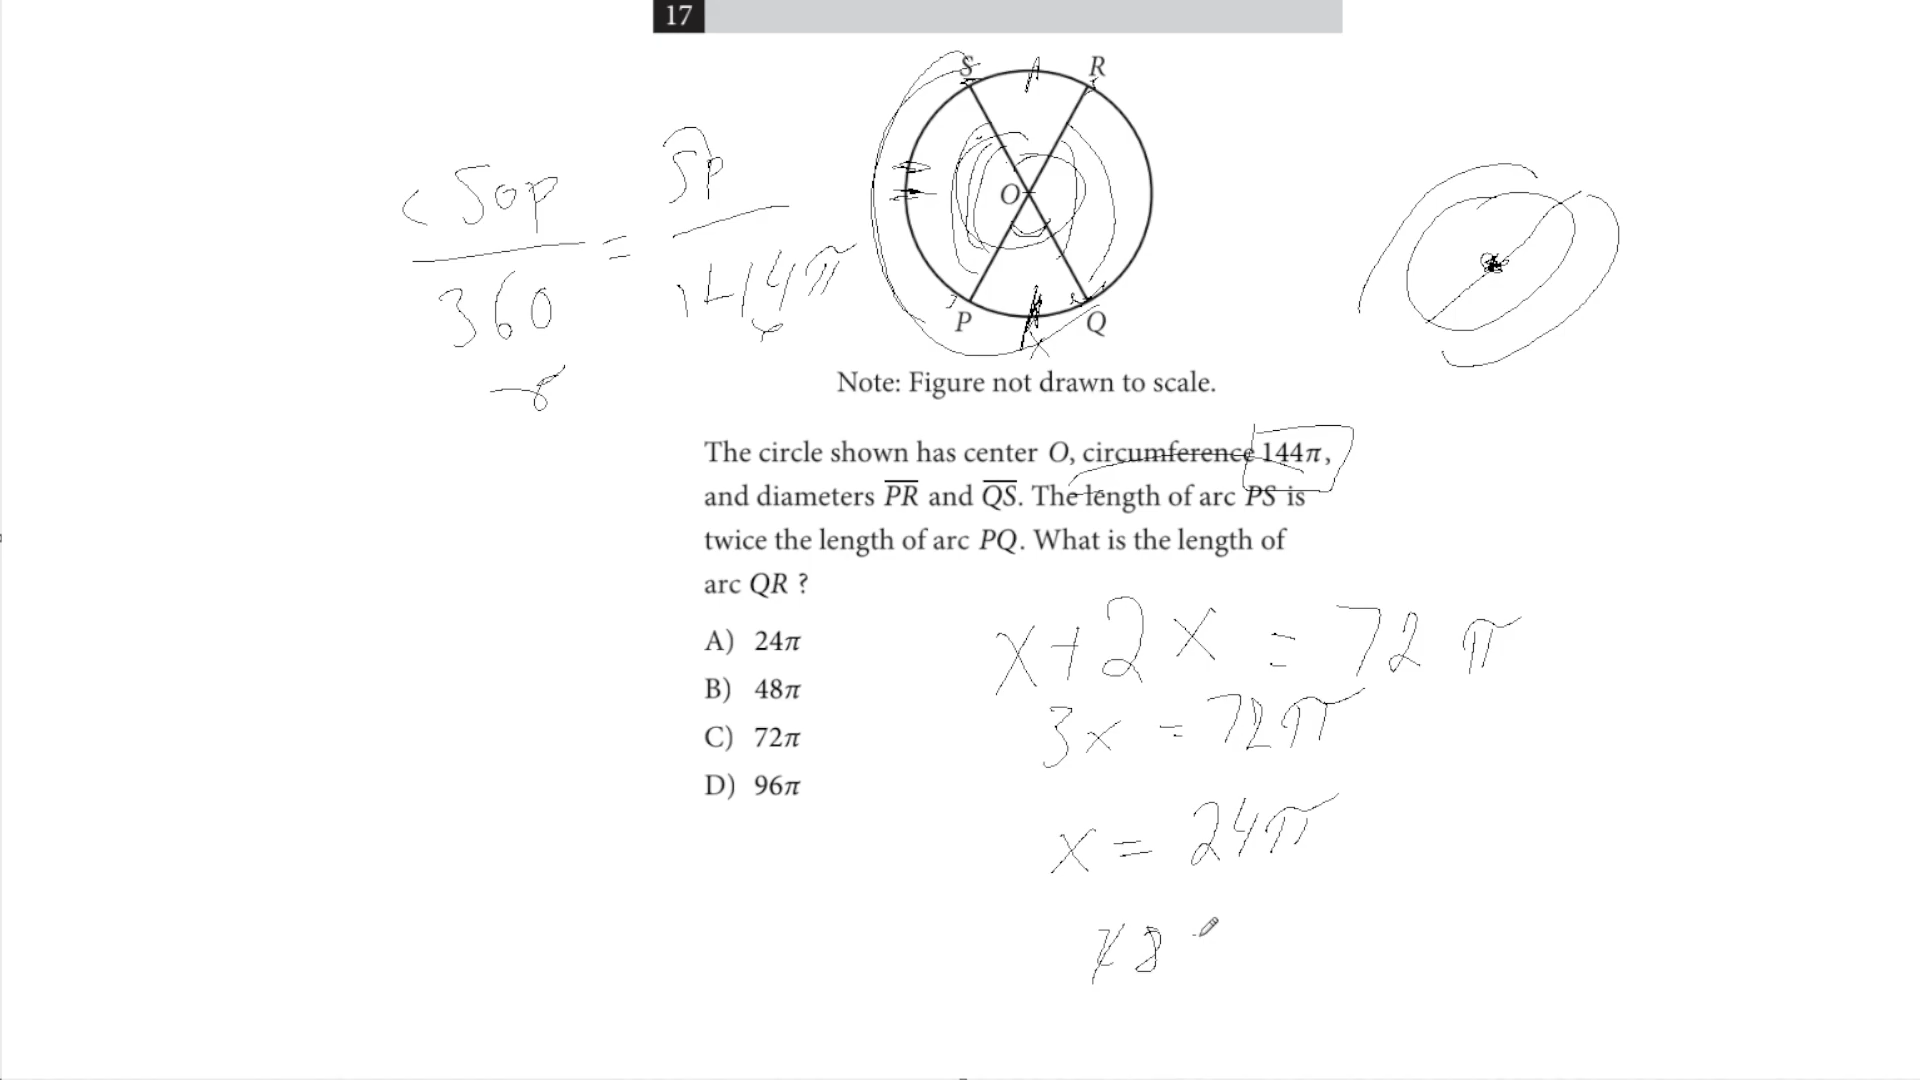 17
S R
O
P Q
x
<SOP = SP
360 144π
Note: Figure not drawn to scale.
The circle shown has center O, circumference 144π,
and diameters PR and QS. The length of arc PS is
twice the length of arc PQ. What is the length of
arc QR ?
A) 24π
B) 48π
C) 72π
D) 96π
x+2x = 72π
3x = 72π
x = 24π
48